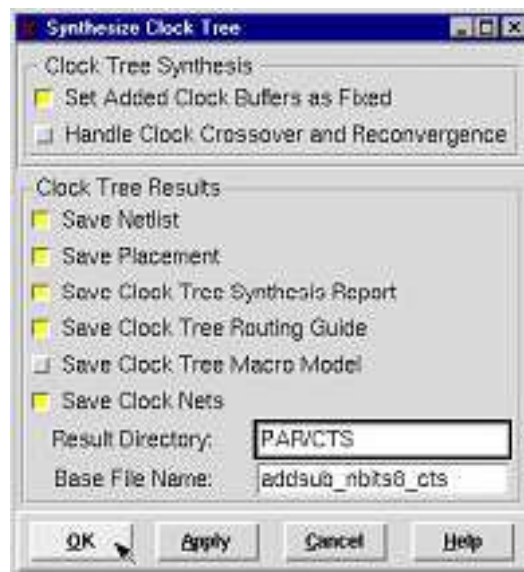 Synthesize Clock Tree
Clock Tree Synthesis
Set Added Clock Buffers as Fixed
Handle Clock Crossover and Reconvergence
Clock Tree Results
Save Netlist
Save Placement
Save Clock Tree Synthesis Report
Save Clock Tree Routing Guide
Save Clock Tree Macro Model
Save Clock Nets
Result Directory: PAR/CTS
Base File Name: addsub_nbits8_cts
OK Apply Cancel Help